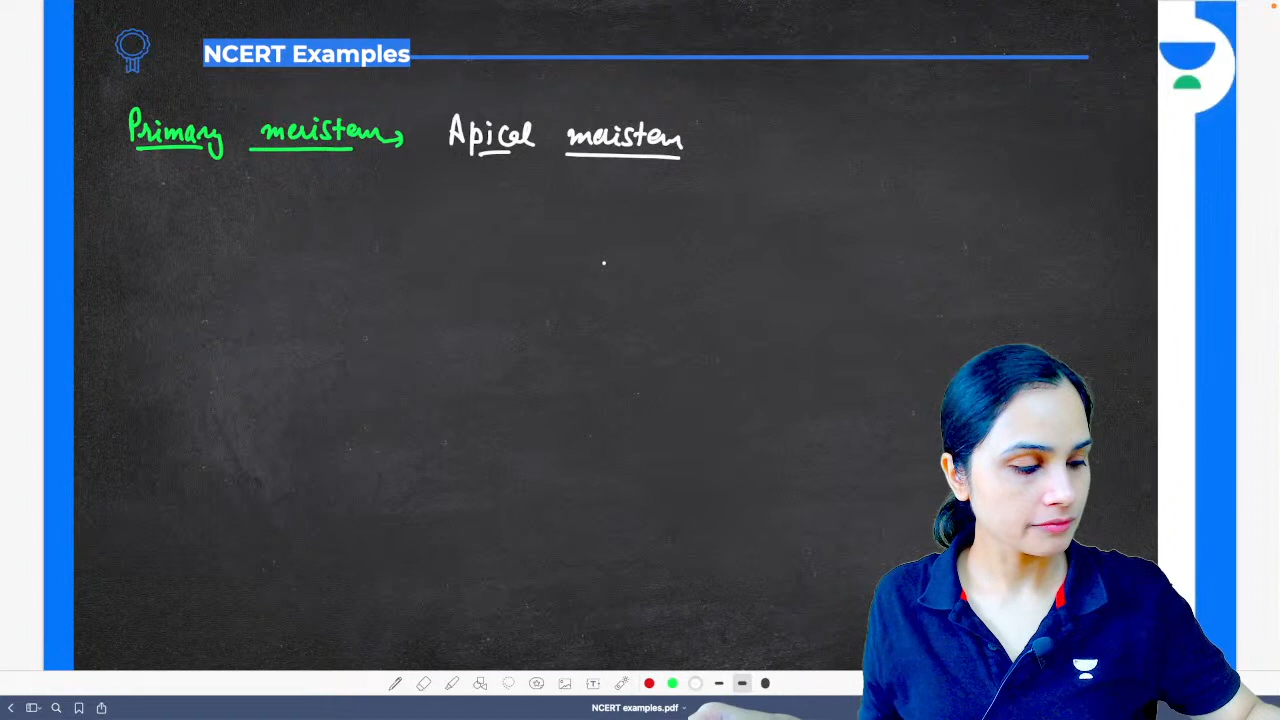 NCERT Examples
Primary meristem → Apical meristem
NCERT examples.pdf